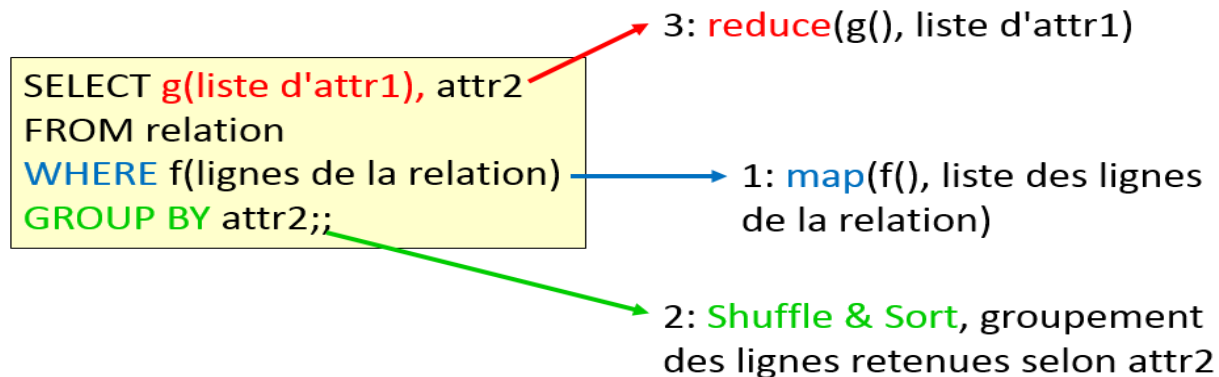 3: reduce(g(), liste d'attr1)
SELECT g(liste d'attr1), attr2
FROM relation
WHERE f(lignes de la relation)
GROUP BY attr2;;
1: map(f(), liste des lignes
de la relation)
2: Shuffle & Sort, groupement
des lignes retenues selon attr2